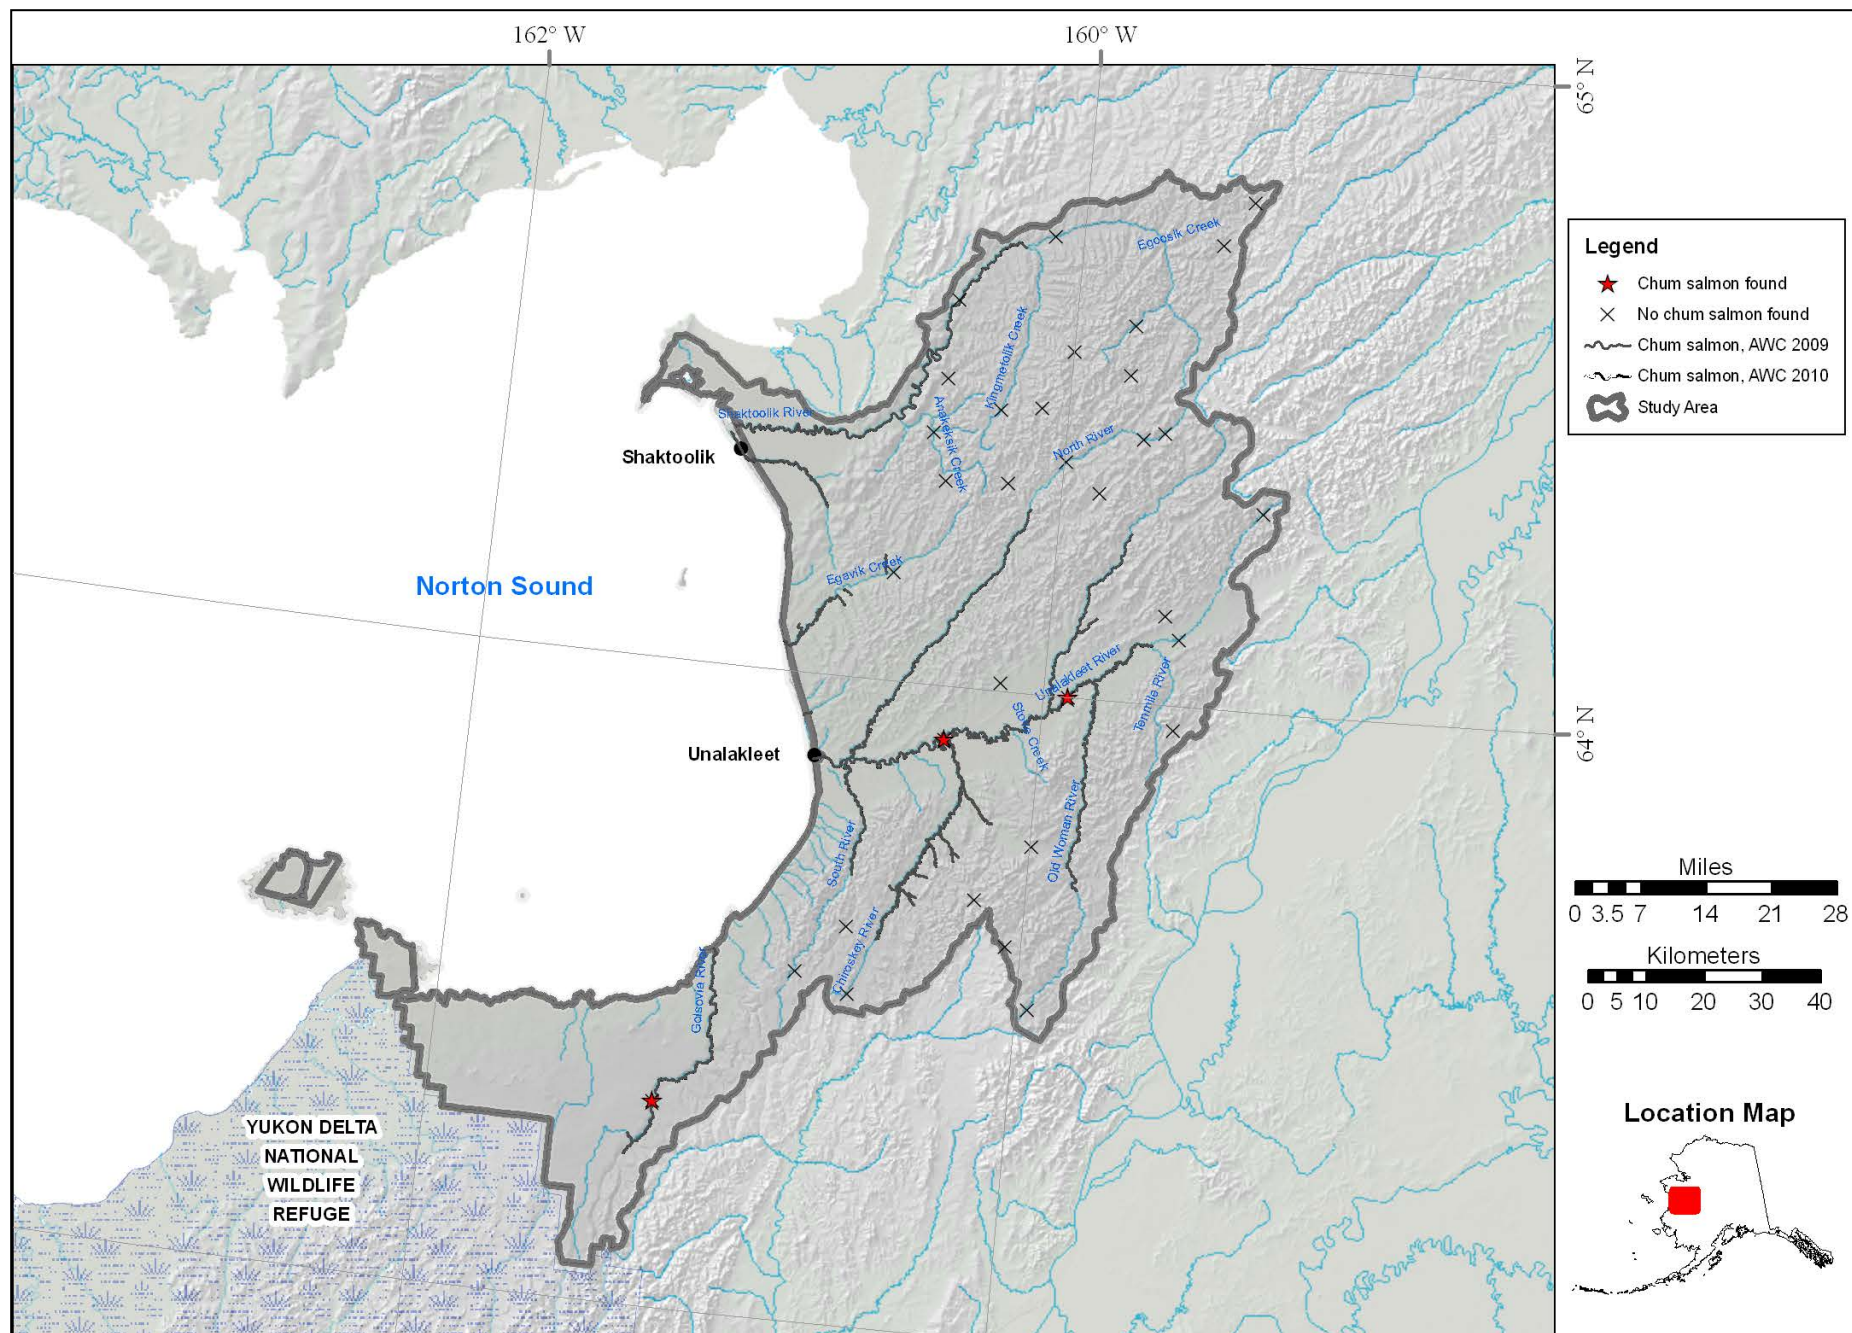 162° W
160° W
65° N
Egoosik Creek
Legend
Chum salmon found
No chum salmon found
Chum salmon, AWC 2009
Chum salmon, AWC 2010
Study Area
Kingmetolik Creek
Anakeksik Creek
Shaktoolik River
North River
Shaktoolik
Norton Sound
Egavik Creek
Unalakleet River
Tenmile River
Stove Creek
64° N
Unalakleet
Old Woman River
South River
Chiroskey River
Golsovia River
Miles
0 3.5 7 14 21 28
Kilometers
0 5 10 20 30 40
YUKON DELTA
NATIONAL
WILDLIFE
REFUGE
Location Map